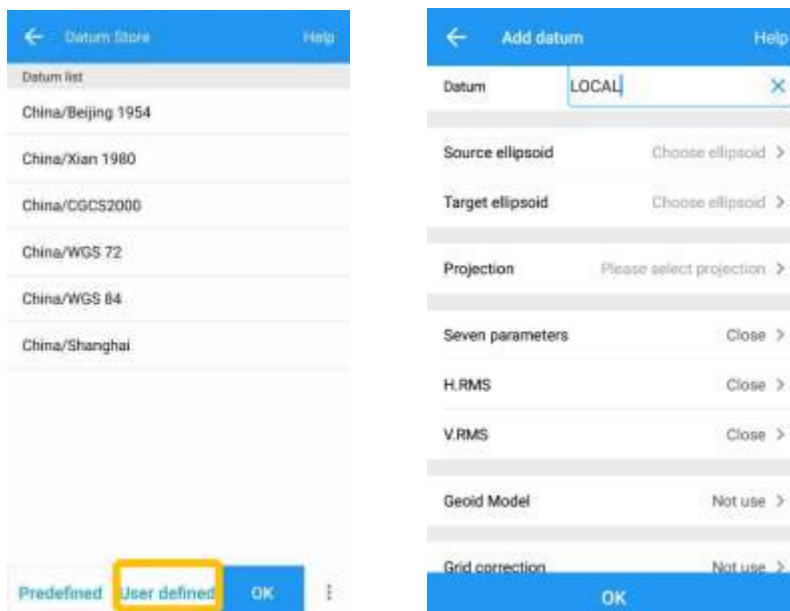 Datum Store Help
Datum list
China/Beijing 1954
China/Xian 1980
China/CGCS2000
China/WGS 72
China/WGS 84
China/Shanghai
Predefined User defined OK
Add datum Help
Datum LOCAL
Source ellipsoid Choose ellipsoid
Target ellipsoid Choose ellipsoid
Projection Please select projection
Seven parameters Close
H.RMS Close
V.RMS Close
Geoid Model Not use
Grid correction Not use
OK